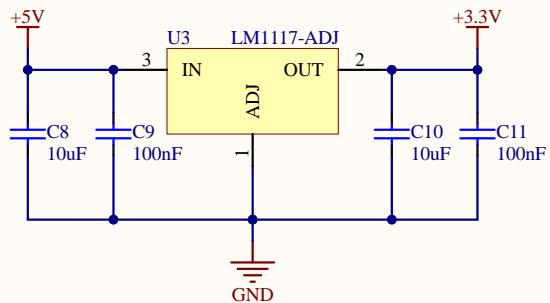 +5V
+3.3V
U3
LM1117-ADJ
3
IN
OUT
2
ADJ
1
C8
10uF
C9
100nF
C10
10uF
C11
100nF
GND